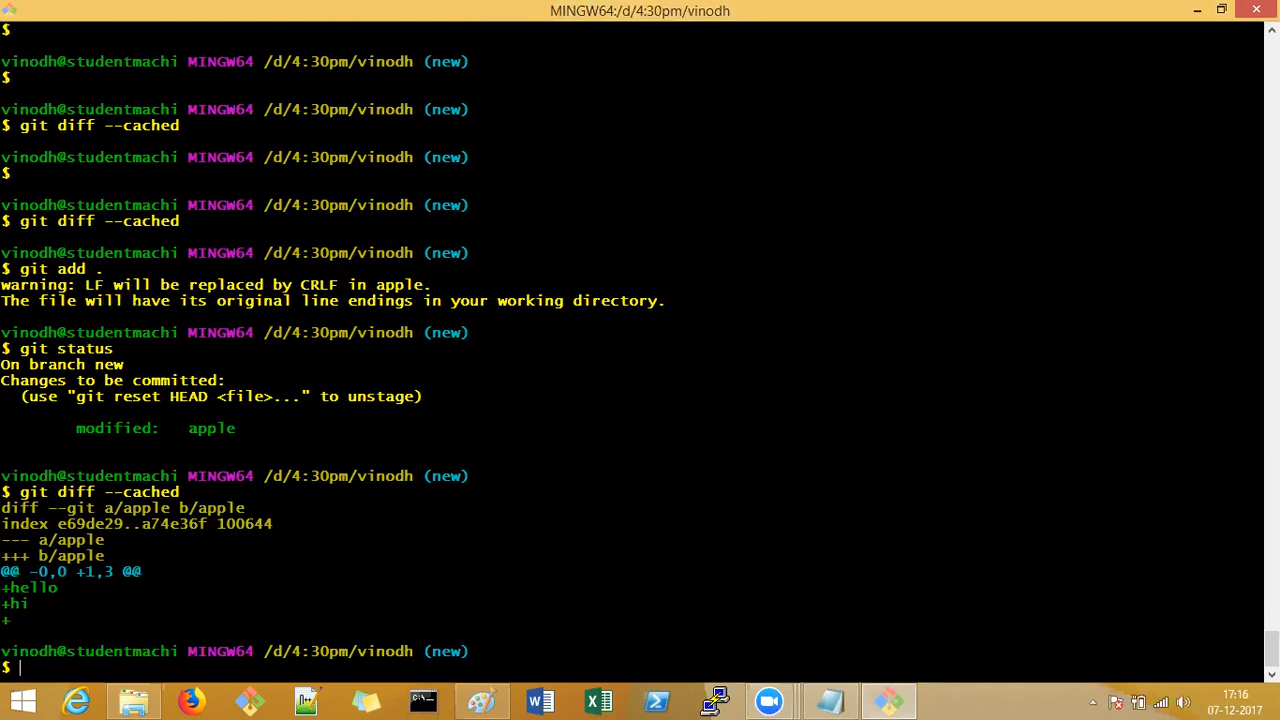 MINGW64:/d/4:30pm/vinodh
$
vinodh@studentmachi MINGW64 /d/4:30pm/vinodh (new)
$
vinodh@studentmachi MINGW64 /d/4:30pm/vinodh (new)
$ git diff --cached
vinodh@studentmachi MINGW64 /d/4:30pm/vinodh (new)
$
vinodh@studentmachi MINGW64 /d/4:30pm/vinodh (new)
$ git diff --cached
vinodh@studentmachi MINGW64 /d/4:30pm/vinodh (new)
$ git add .
warning: LF will be replaced by CRLF in apple.
The file will have its original line endings in your working directory.
vinodh@studentmachi MINGW64 /d/4:30pm/vinodh (new)
$ git status
On branch new
Changes to be committed:
  (use "git reset HEAD <file>..." to unstage)
        modified:   apple
vinodh@studentmachi MINGW64 /d/4:30pm/vinodh (new)
$ git diff --cached
diff --git a/apple b/apple
index e69de29..a74e36f 100644
--- a/apple
+++ b/apple
@@ -0,0 +1,3 @@
+hello
+hi
+
vinodh@studentmachi MINGW64 /d/4:30pm/vinodh (new)
$
17:16
07-12-2017